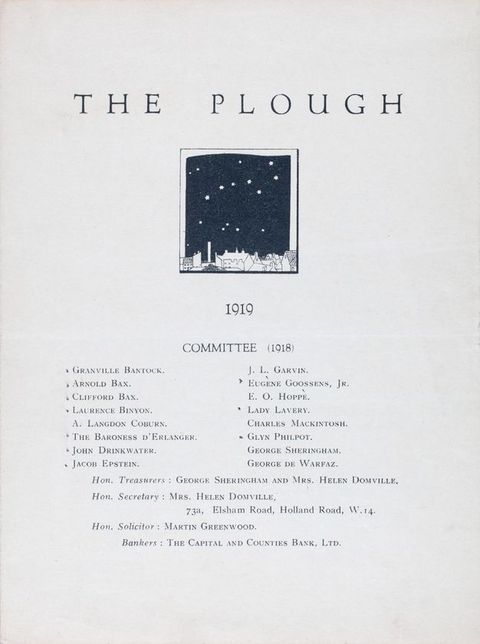 THE PLOUGH
1919
COMMITTEE (1918)
GRANVILLE BANTOCK.
ARNOLD BAX.
CLIFFORD BAX.
LAURENCE BINYON.
A. LANGDON COBURN.
THE BARONESS D'ERLANGER.
JOHN DRINKWATER.
JACOB EPSTEIN.
J. L. GARVIN.
EUGÈNE GOOSSENS, JR.
E. O. HOPPÉ.
LADY LAVERY.
CHARLES MACKINTOSH.
GLYN PHILPOT.
GEORGE SHERINGHAM.
GEORGE DE WARFAZ.
Hon. Treasurers : GEORGE SHERINGHAM AND MRS. HELEN DOMVILLE,
Hon. Secretary : MRS. HELEN DOMVILLE,
73a, Elsham Road, Holland Road, W.14.
Hon. Solicitor : MARTIN GREENWOOD.
Bankers : THE CAPITAL AND COUNTIES BANK, LTD.